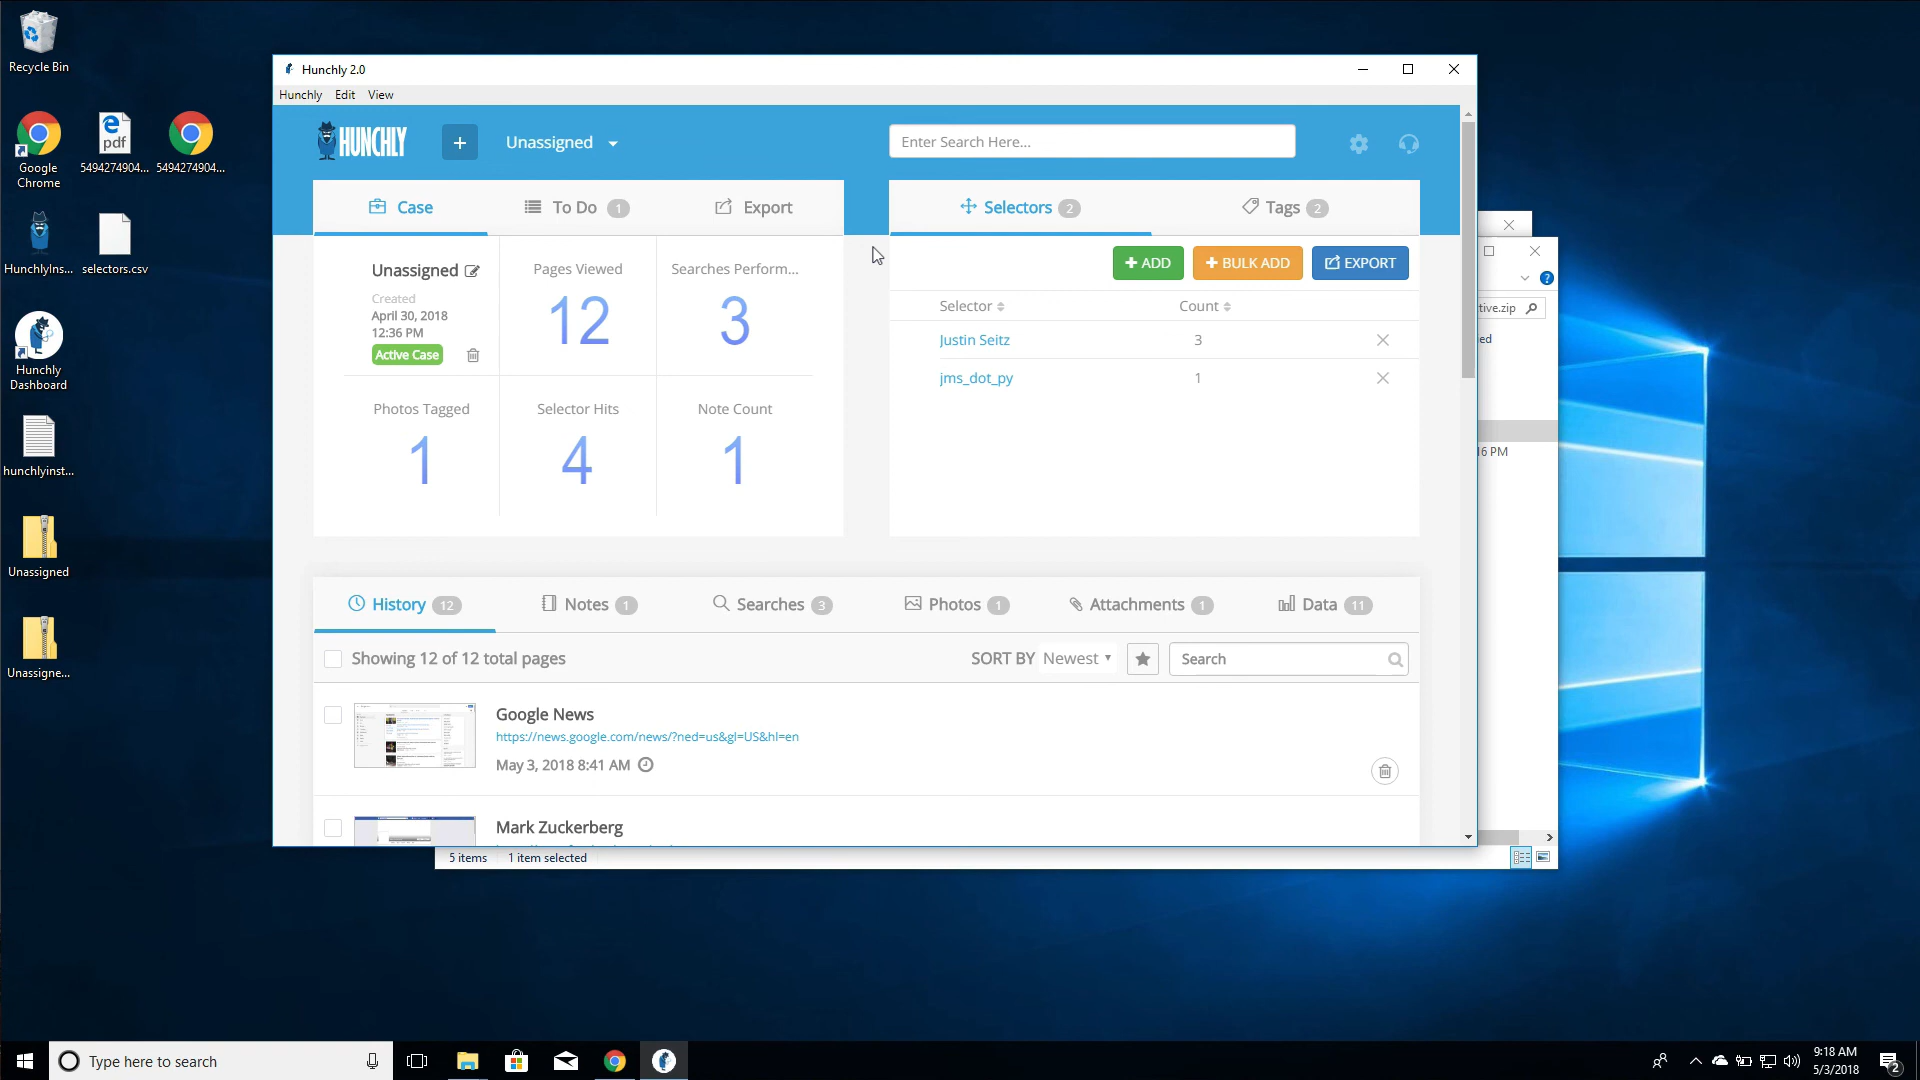 Recycle Bin
Google Chrome
5494274904...
5494274904...
HunchlyIns...
selectors.csv
Hunchly Dashboard
hunchlyinst...
Unassigned
Unassigne...
Hunchly 2.0
Hunchly Edit View
HUNCHLY
+
Unassigned
Enter Search Here...
Case
To Do 1
Export
Selectors 2
Tags 2
Unassigned
Created
April 30, 2018
12:36 PM
Active Case
Pages Viewed
12
Searches Perform...
3
Photos Tagged
1
Selector Hits
4
Note Count
1
+ ADD
+ BULK ADD
EXPORT
Selector Count
Justin Seitz 3
jms_dot_py 1
History 12
Notes 1
Searches 3
Photos 1
Attachments 1
Data 11
Showing 12 of 12 total pages
SORT BY Newest
Search
Google News
https://news.google.com/news/?ned=us&gl=US&hl=en
May 3, 2018 8:41 AM
Mark Zuckerberg
tive.zip
ed
16 PM
5 items 1 item selected
Type here to search
9:18 AM
5/3/2018
2